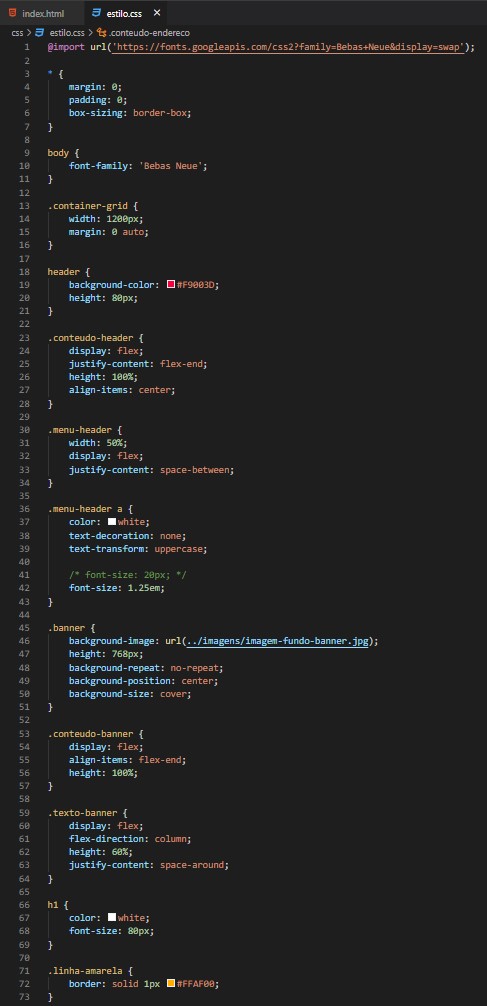 index.html estilo.css ×
css > estilo.css > .conteudo-endereco
1 @import url('https://fonts.googleapis.com/css2?family=Bebas+Neue&display=swap');
2
3 * {
4 margin: 0;
5 padding: 0;
6 box-sizing: border-box;
7 }
8
9 body {
10 font-family: 'Bebas Neue';
11 }
12
13 .container-grid {
14 width: 1200px;
15 margin: 0 auto;
16 }
17
18 header {
19 background-color: #F9003D;
20 height: 80px;
21 }
22
23 .conteudo-header {
24 display: flex;
25 justify-content: flex-end;
26 height: 100%;
27 align-items: center;
28 }
29
30 .menu-header {
31 width: 50%;
32 display: flex;
33 justify-content: space-between;
34 }
35
36 .menu-header a {
37 color: white;
38 text-decoration: none;
39 text-transform: uppercase;
40
41 /* font-size: 20px; */
42 font-size: 1.25em;
43 }
44
45 .banner {
46 background-image: url(../imagens/imagem-fundo-banner.jpg);
47 height: 768px;
48 background-repeat: no-repeat;
49 background-position: center;
50 background-size: cover;
51 }
52
53 .conteudo-banner {
54 display: flex;
55 align-items: flex-end;
56 height: 100%;
57 }
58
59 .texto-banner {
60 display: flex;
61 flex-direction: column;
62 height: 60%;
63 justify-content: space-around;
64 }
65
66 h1 {
67 color: white;
68 font-size: 80px;
69 }
70
71 .linha-amarela {
72 border: solid 1px #FFAF00;
73 }